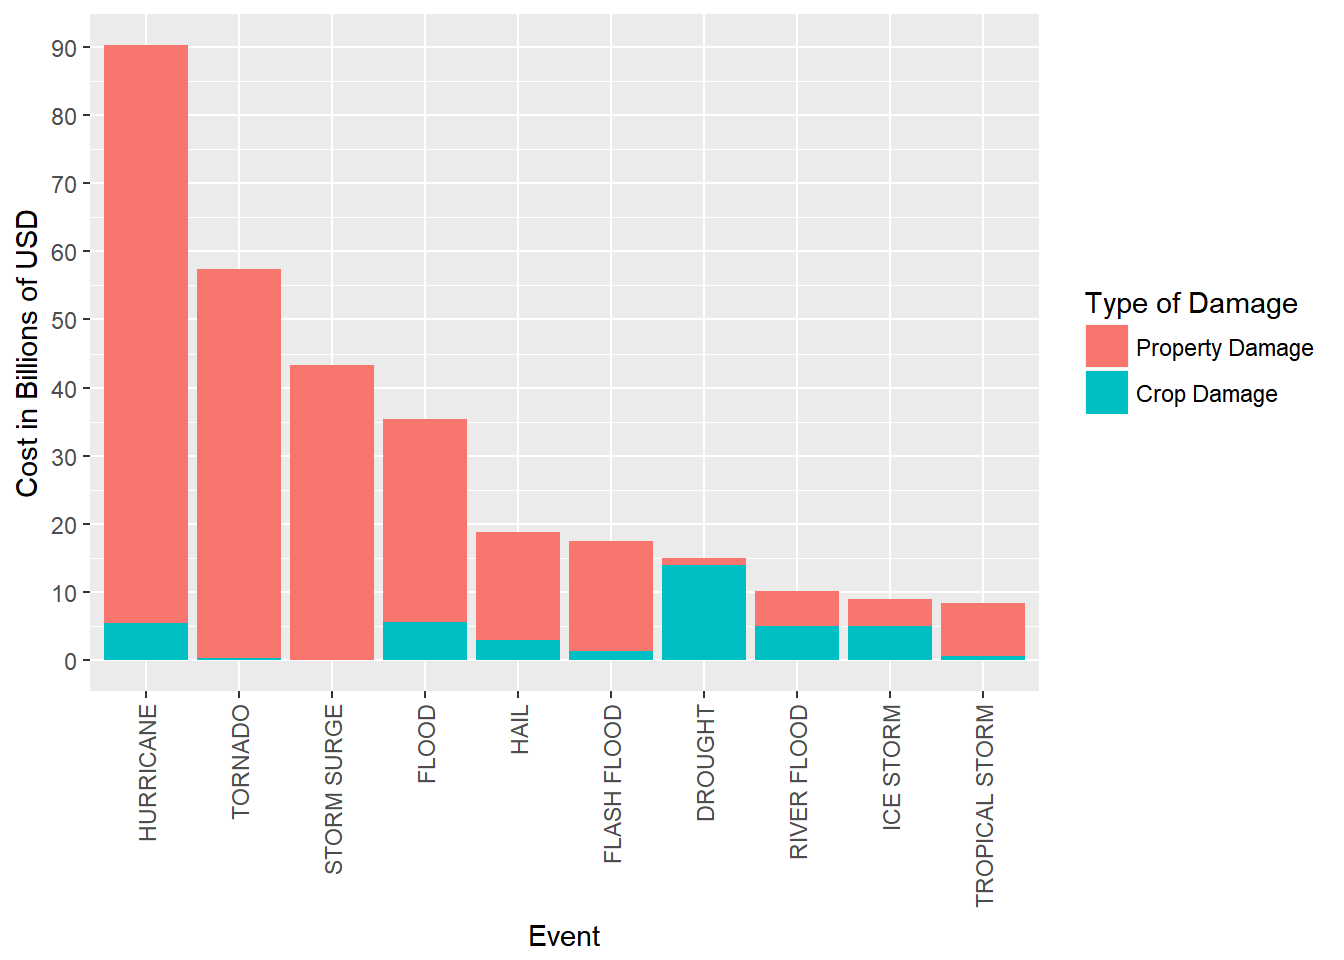 Cost in Billions of USD
90
80
70
60
50
40
30
20
10
0
HURRICANE
TORNADO
STORM SURGE
FLOOD
HAIL
FLASH FLOOD
DROUGHT
RIVER FLOOD
ICE STORM
TROPICAL STORM
Event
Type of Damage
Property Damage
Crop Damage